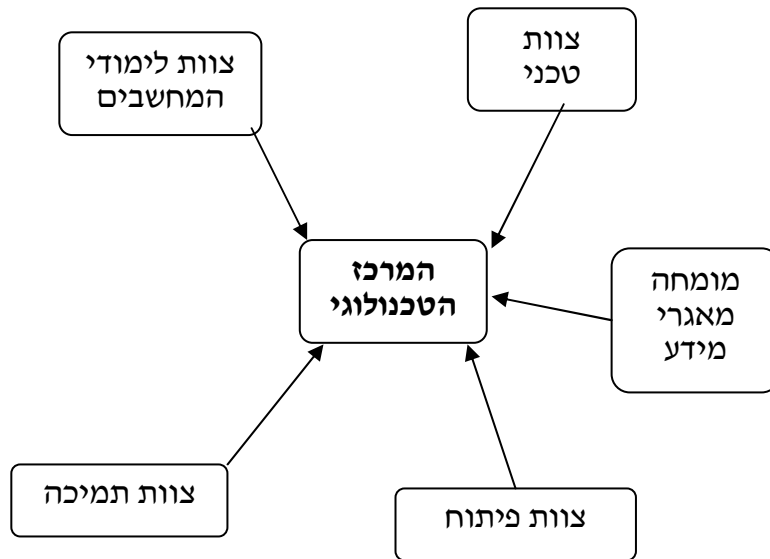 צוות
טכני
צוות לימודי
המחשבים
המרכז
הטכנולוגי
מומחה
מאגרי
מידע
צוות תמיכה
צוות פיתוח